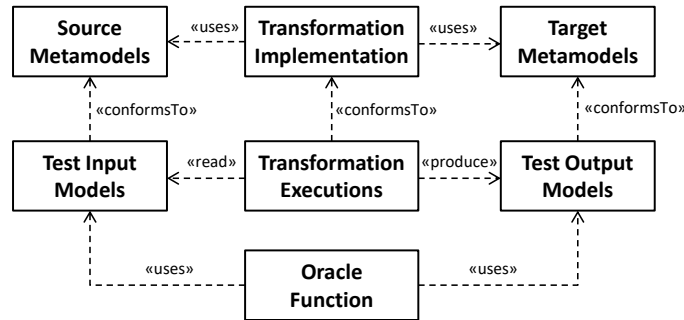 Source
Metamodels
«uses»
Transformation
Implementation
«uses»
Target
Metamodels
«conformsTo»
«conformsTo»
«conformsTo»
Test Input
Models
«read»
Transformation
Executions
«produce»
Test Output
Models
«uses»
Oracle
Function
«uses»